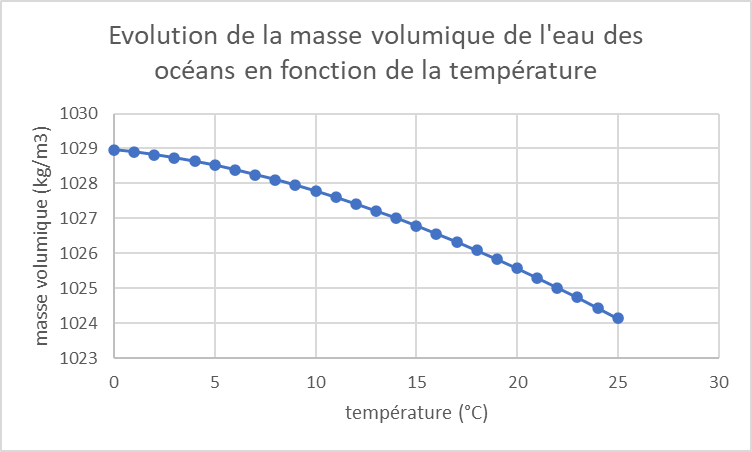 Evolution de la masse volumique de l'eau des
océans en fonction de la température
masse volumique (kg/m3)
1030
1029
1028
1027
1026
1025
1024
1023
0 5 10 15 20 25 30
température (°C)